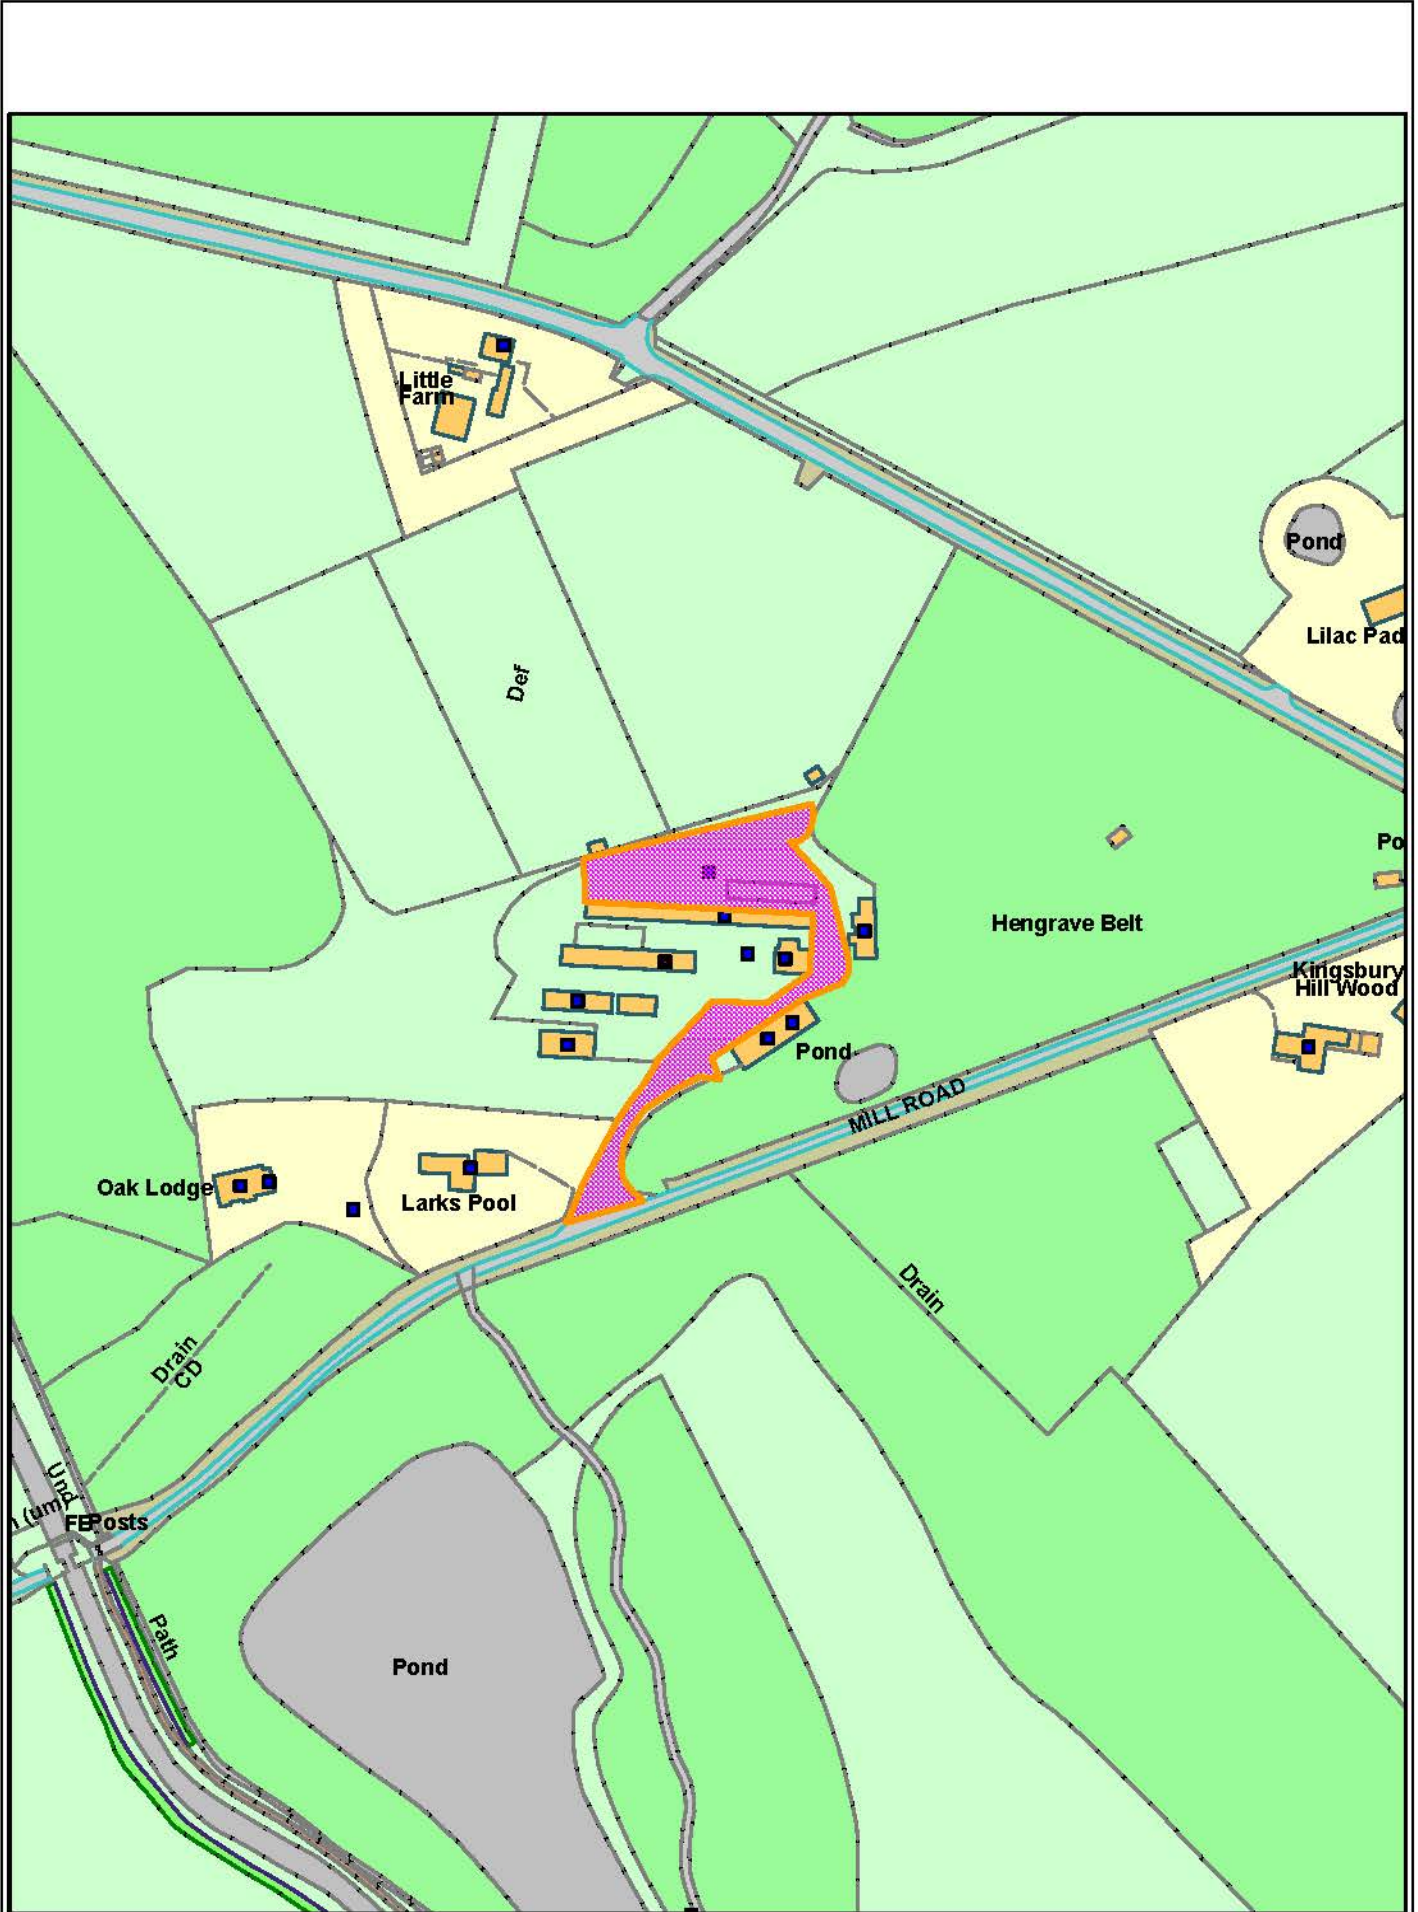 Little
Farm
Pond
Lilac Pad
Def
Po
Hengrave Belt
Kingsbury
Hill Wood
Pond
MILL ROAD
Oak Lodge
Larks Pool
Drain
Drain
CD
Und
(um)
FB
Posts
Path
Pond